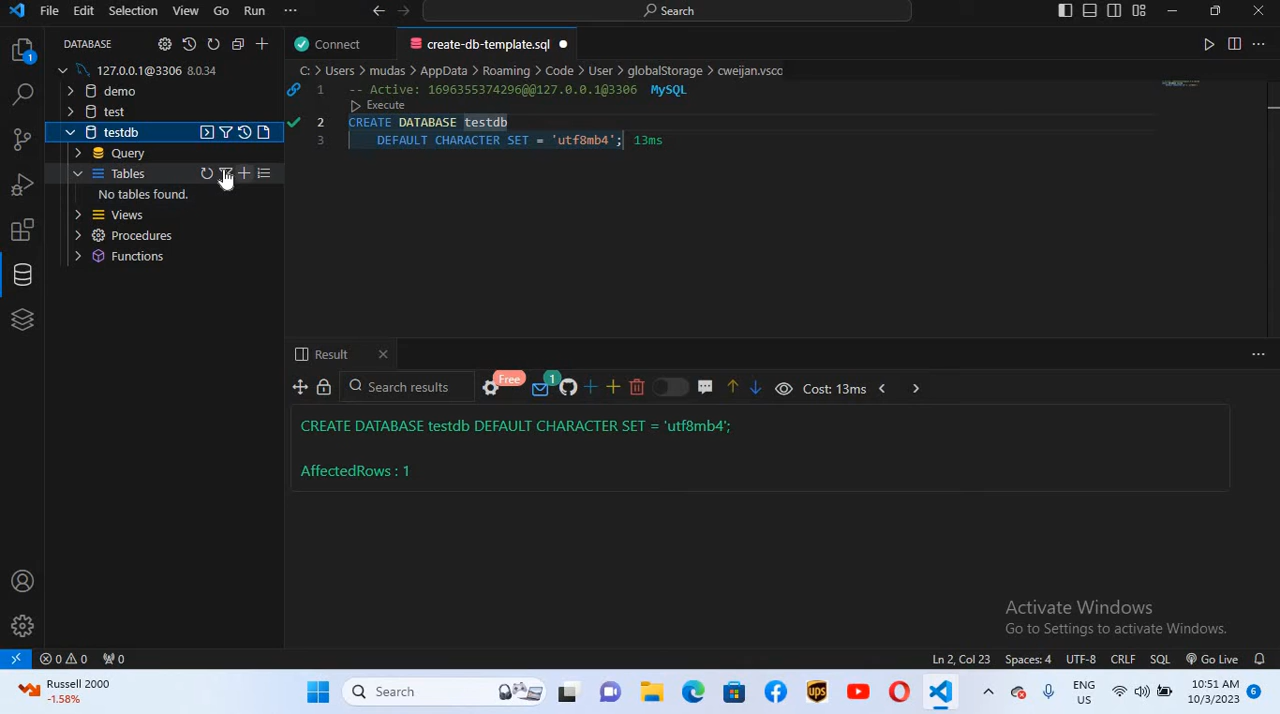 File Edit Selection View Go Run ... Search
DATABASE
Connect create-db-template.sql
127.0.0.1@3306 8.0.34
C: > Users > mudas > AppData > Roaming > Code > User > globalStorage > cweijan.vscc
demo
test
testdb
Query
Tables
No tables found.
Views
Procedures
Functions
1 -- Active: 1696355374296@@127.0.0.1@3306 MySQL
Execute
2 CREATE DATABASE testdb
3 DEFAULT CHARACTER SET = 'utf8mb4'; 13ms
Result
Search results Free 1 Cost: 13ms
CREATE DATABASE testdb DEFAULT CHARACTER SET = 'utf8mb4';
AffectedRows : 1
Activate Windows
Go to Settings to activate Windows.
0 0 0 Ln 2, Col 23 Spaces: 4 UTF-8 CRLF SQL Go Live
Russell 2000
-1.58%
Search
ups
ENG
US
10:51 AM
10/3/2023
6
1